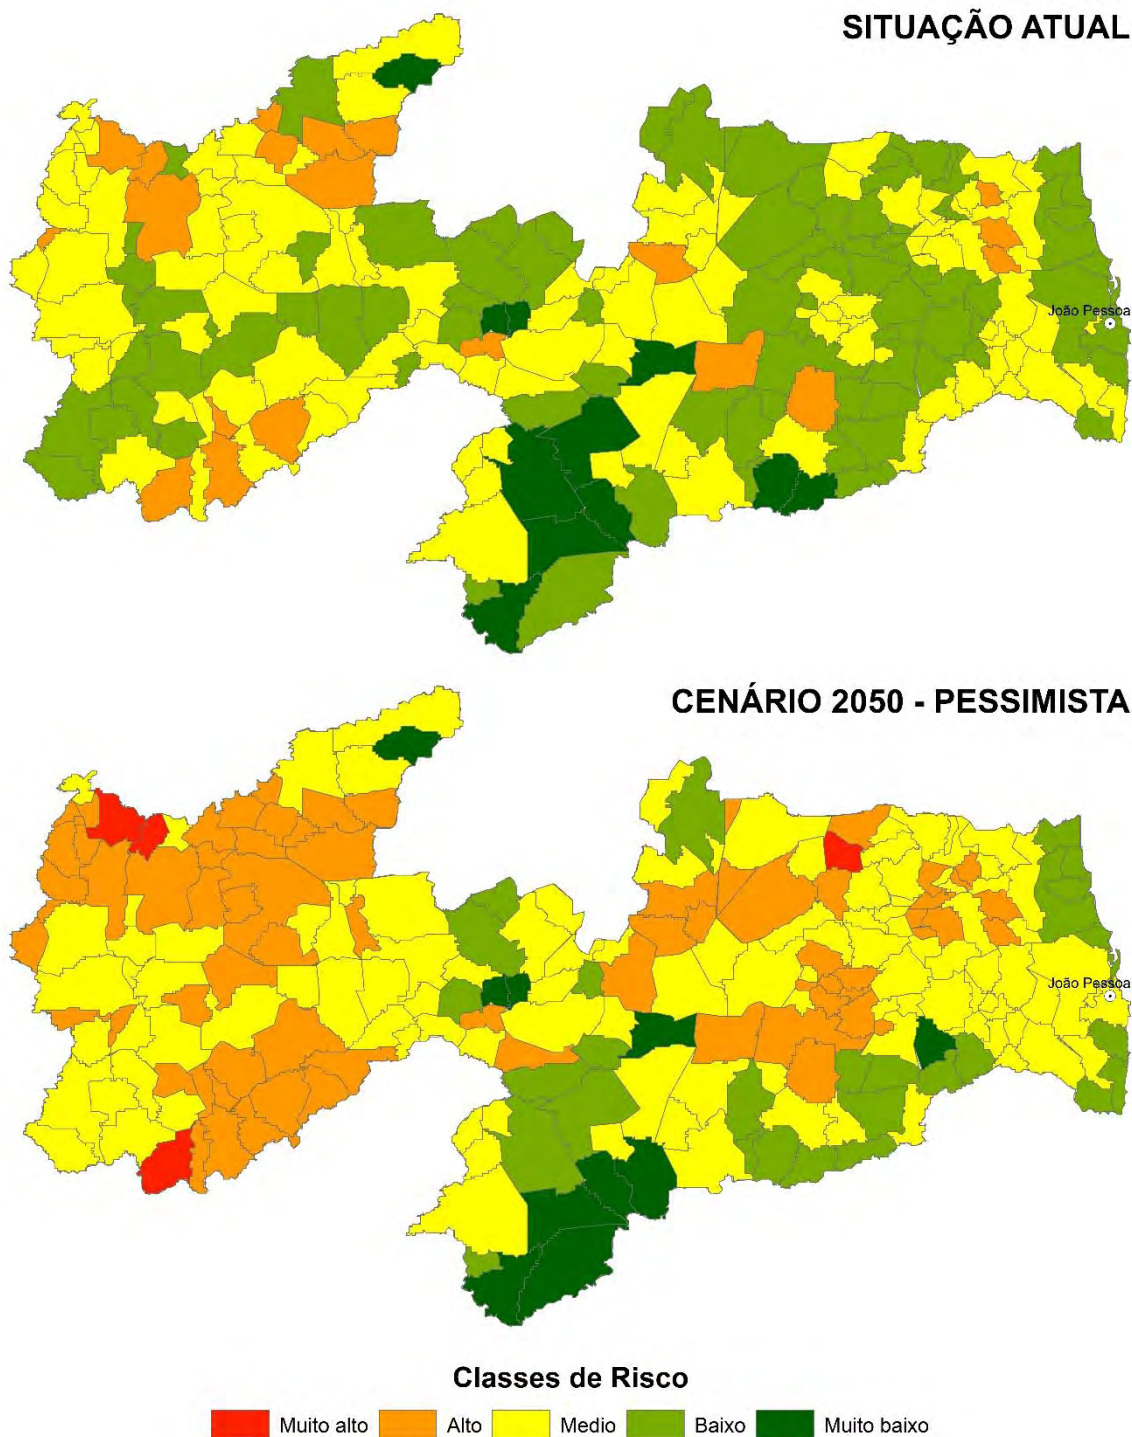 SITUAÇÃO ATUAL
João Pessoa
CENÁRIO 2050 - PESSIMISTA
João Pessoa
Classes de Risco
Muito alto Alto Medio Baixo Muito baixo